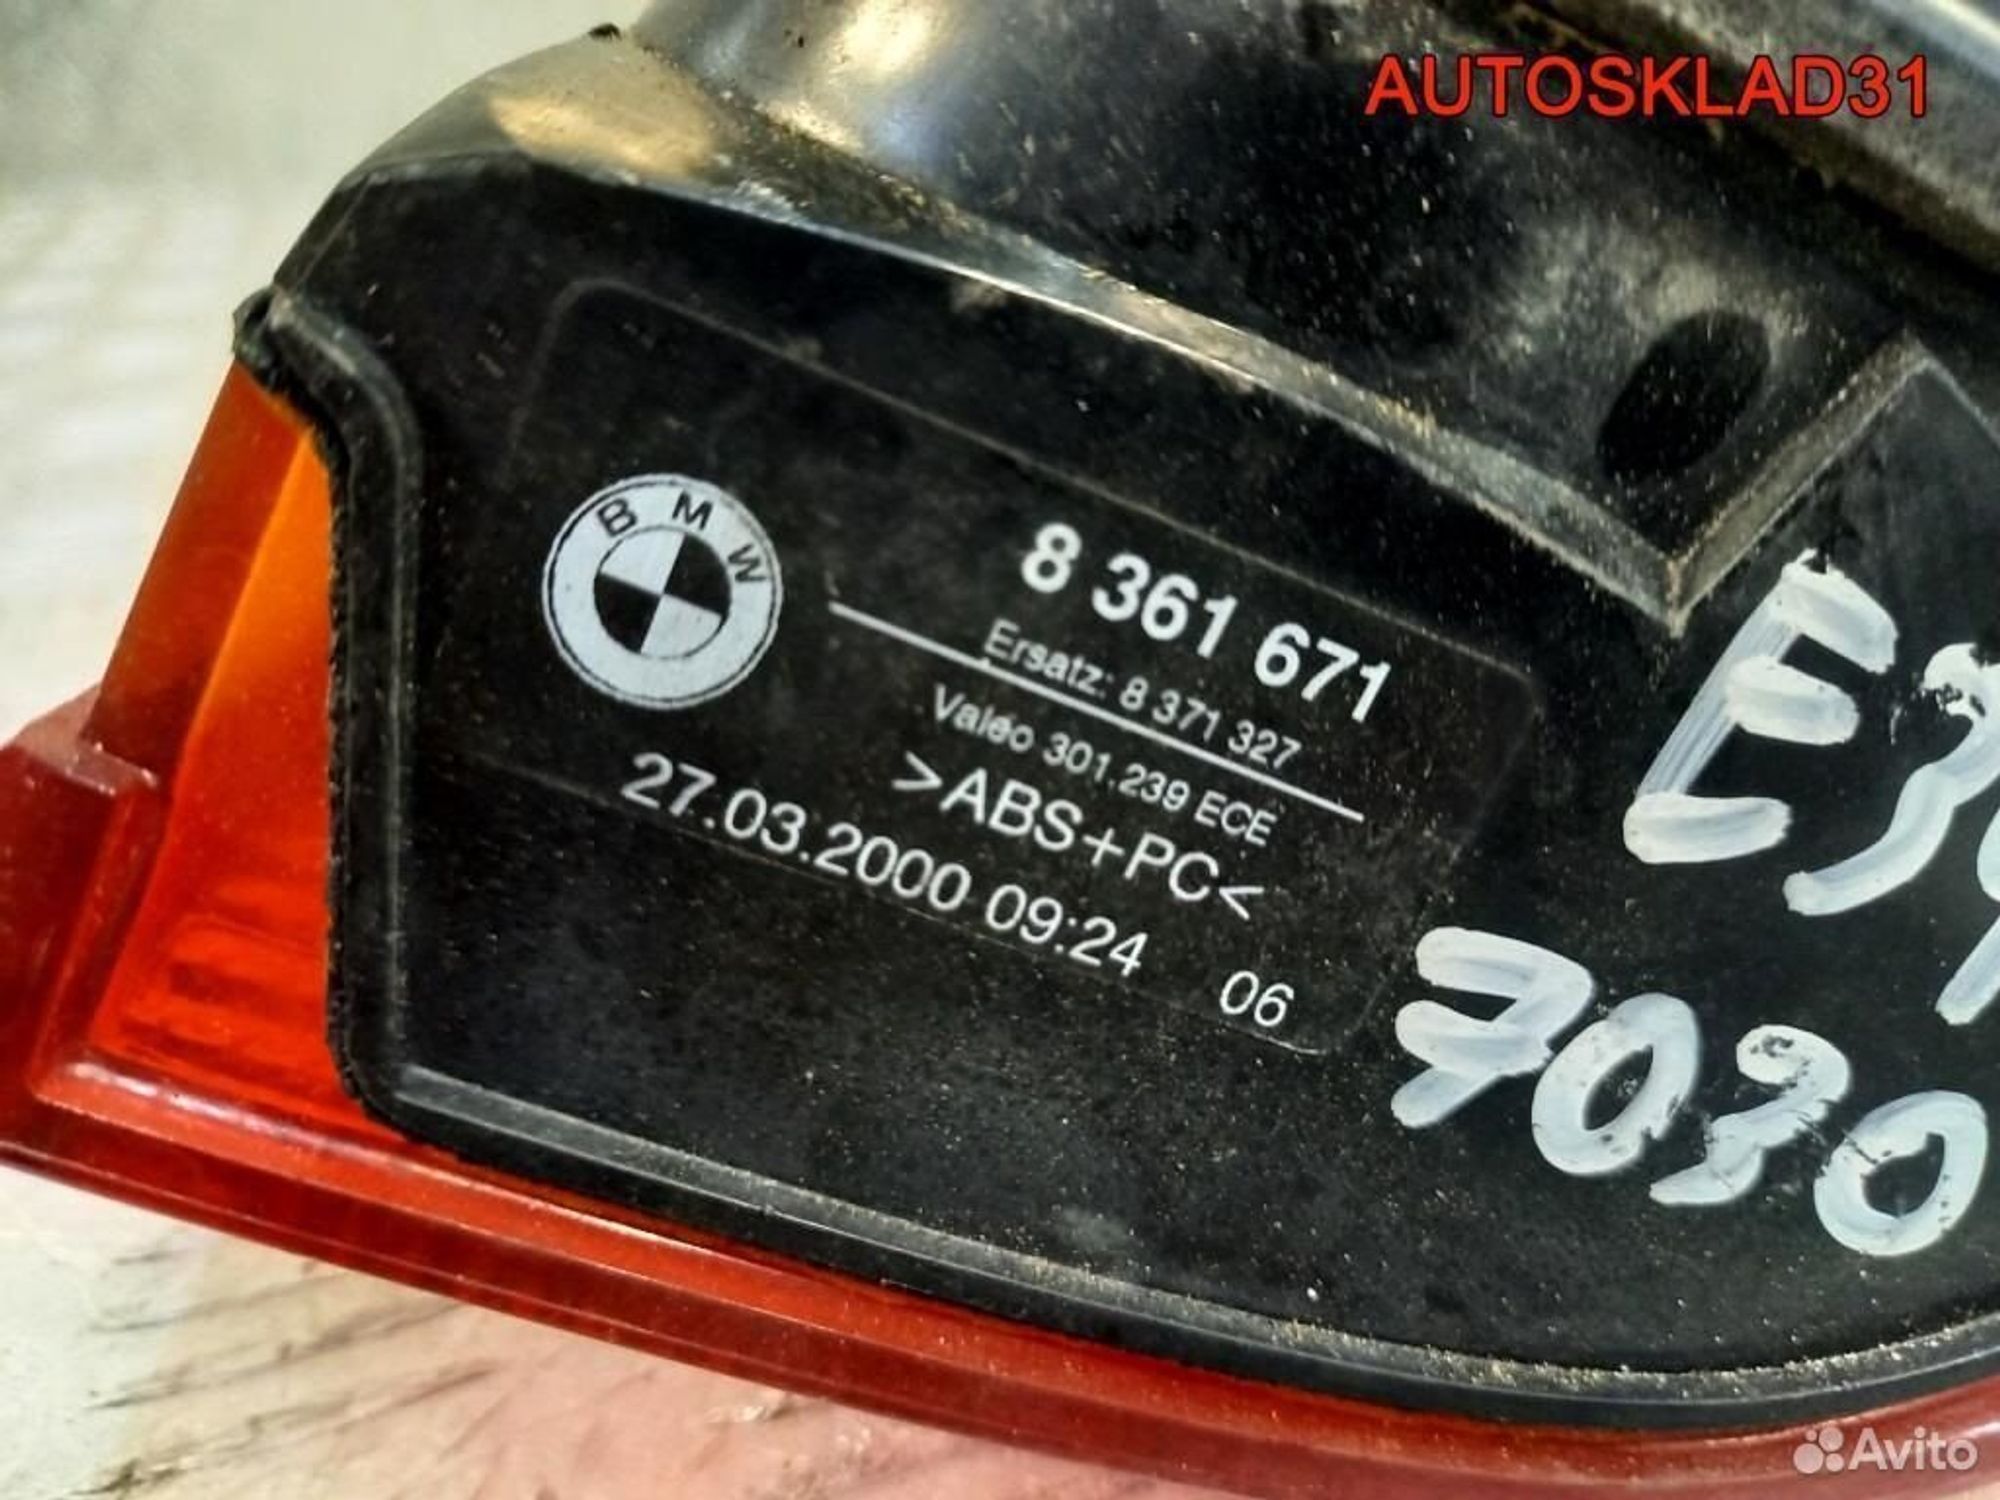 AUTOSKLAD31
BMW
8 361 671
Ersatz: 8 371 327
Valeo 301.239 ECE
>ABS+PC<
27.03.2000 09:24 06
E39
7030
Avito